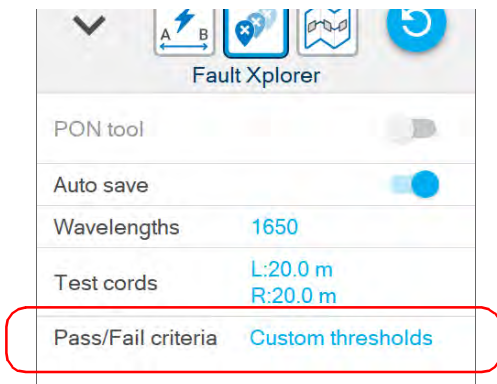 A B
Fault Xplorer
PON tool
Auto save
Wavelengths 1650
Test cords L:20.0 m
R:20.0 m
Pass/Fail criteria Custom thresholds